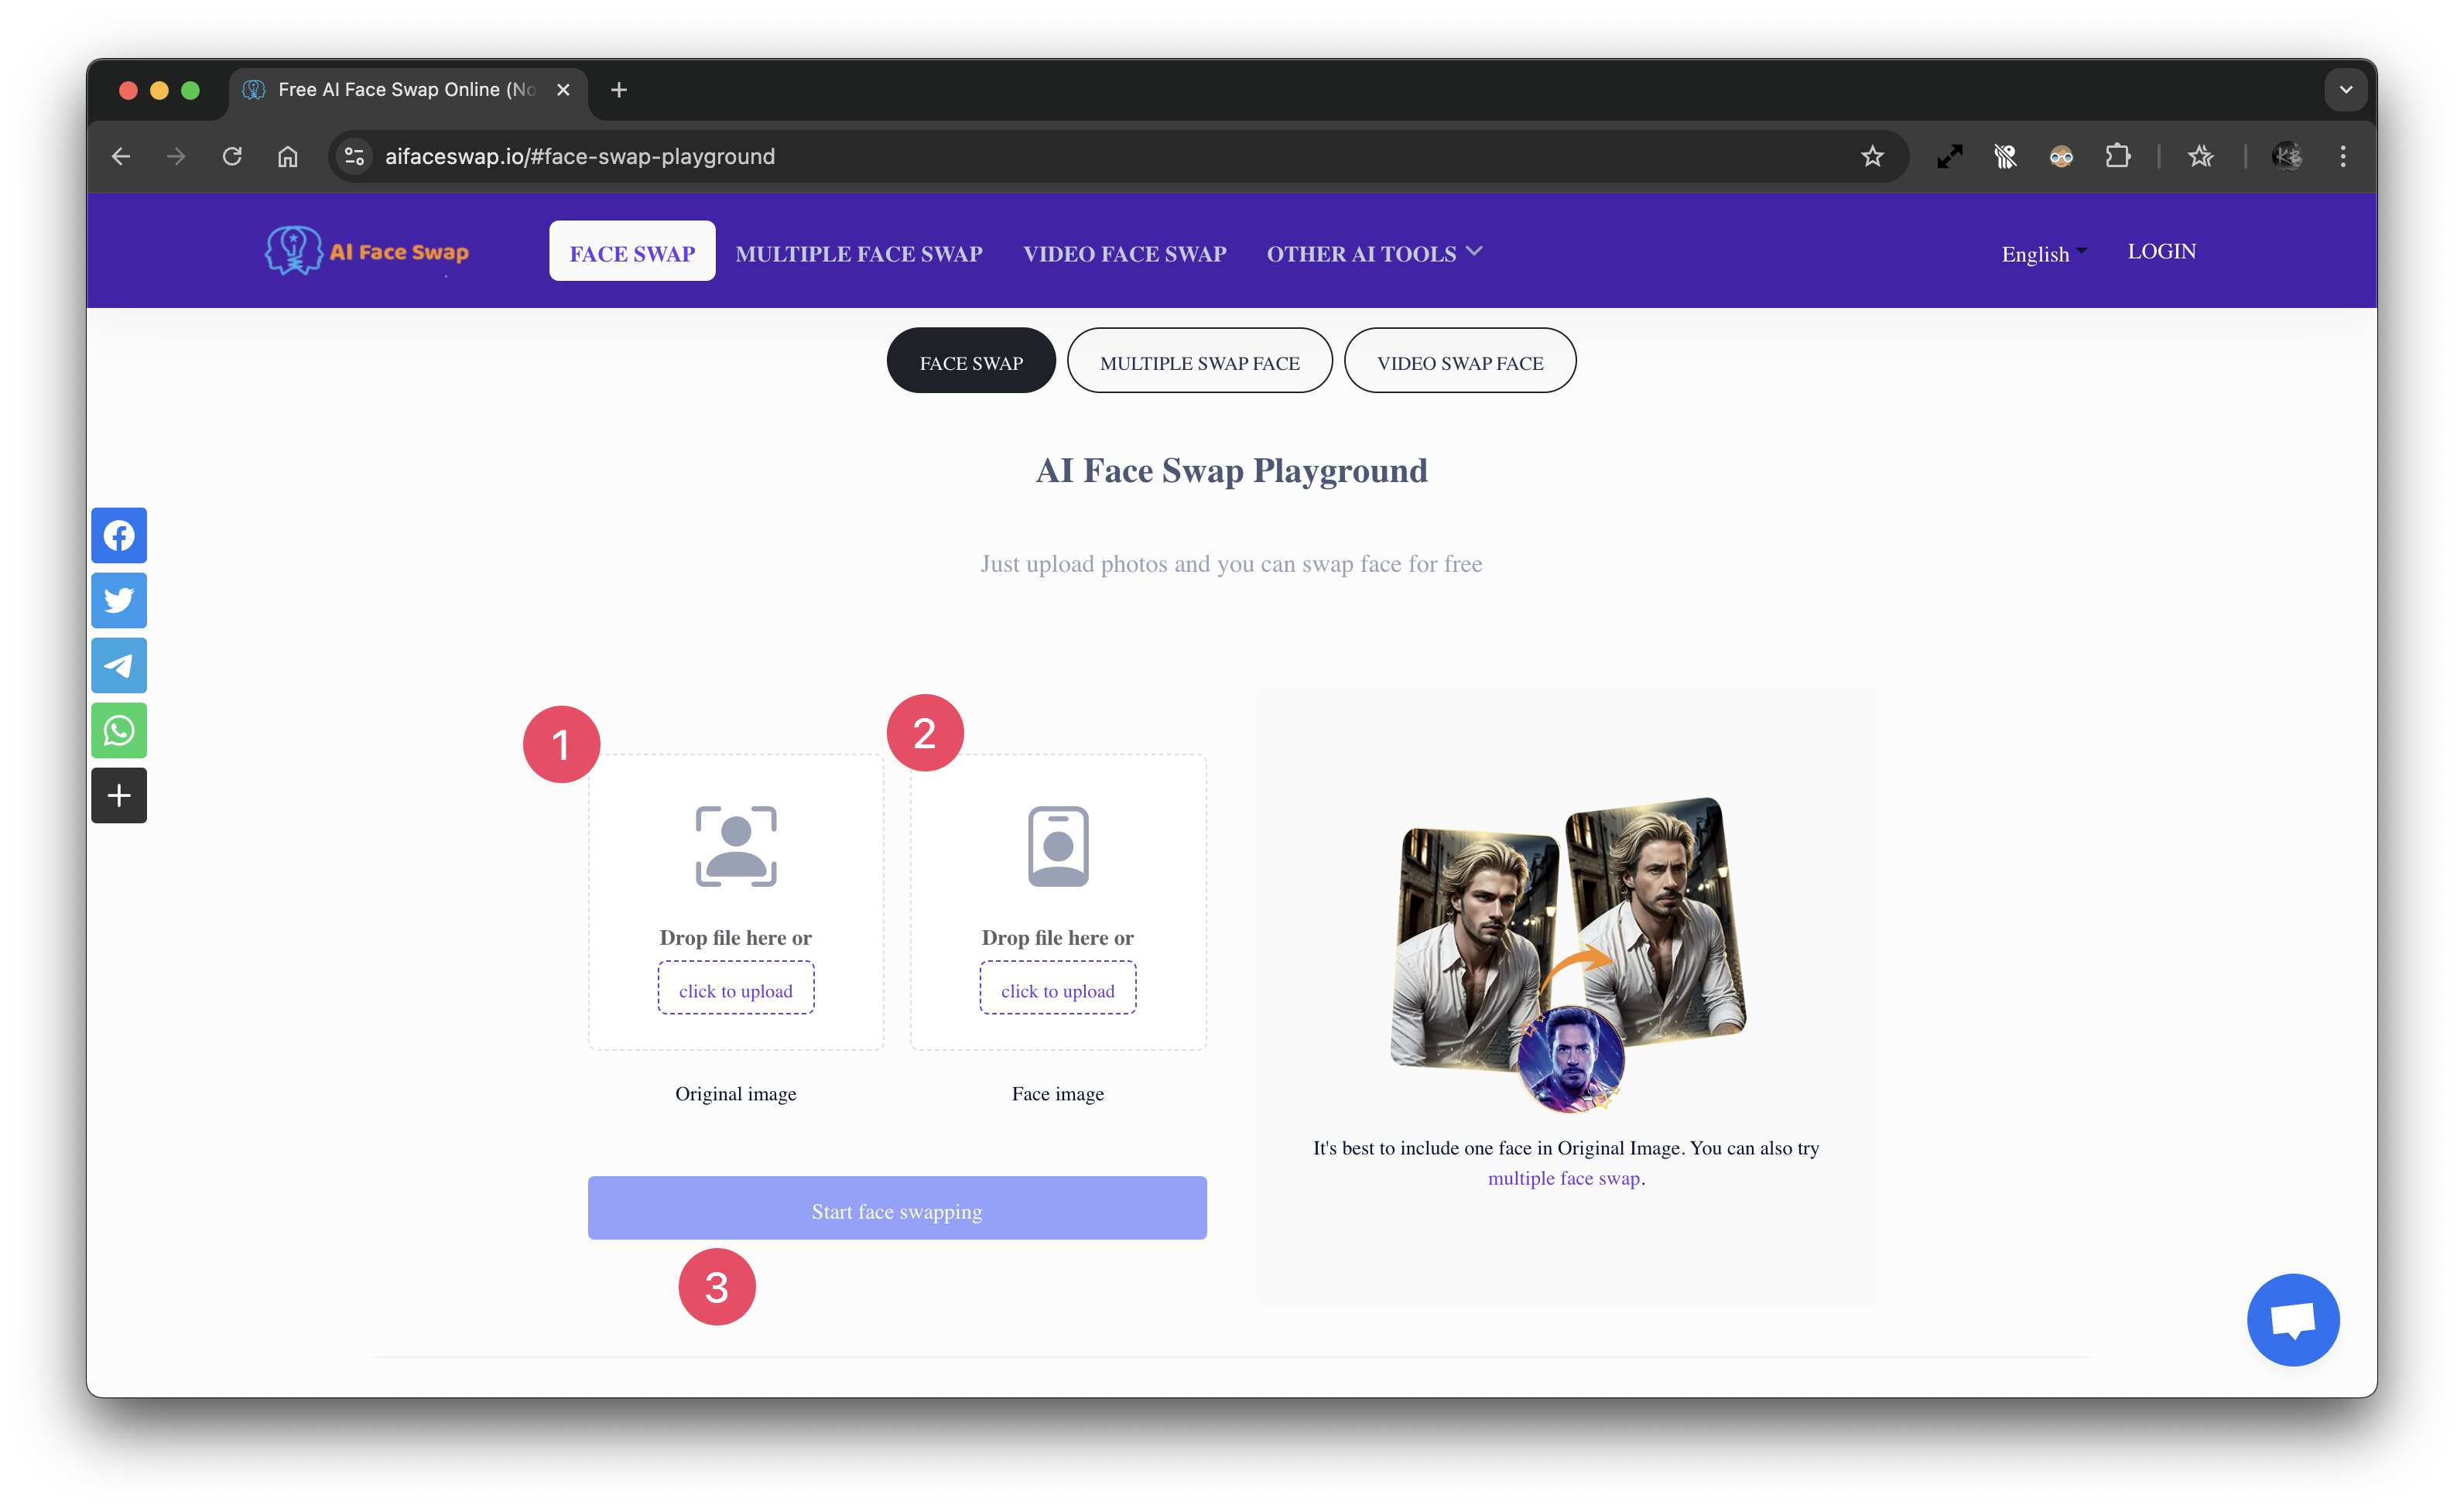 Free AI Face Swap Online (No
aifaceswap.io/#face-swap-playground
AI Face Swap
FACE SWAP
MULTIPLE FACE SWAP
VIDEO FACE SWAP
OTHER AI TOOLS
English
LOGIN
FACE SWAP
MULTIPLE SWAP FACE
VIDEO SWAP FACE
AI Face Swap Playground
Just upload photos and you can swap face for free
1
2
Drop file here or
click to upload
Original image
Drop file here or
click to upload
Face image
Start face swapping
3
It's best to include one face in Original Image. You can also try
multiple face swap.